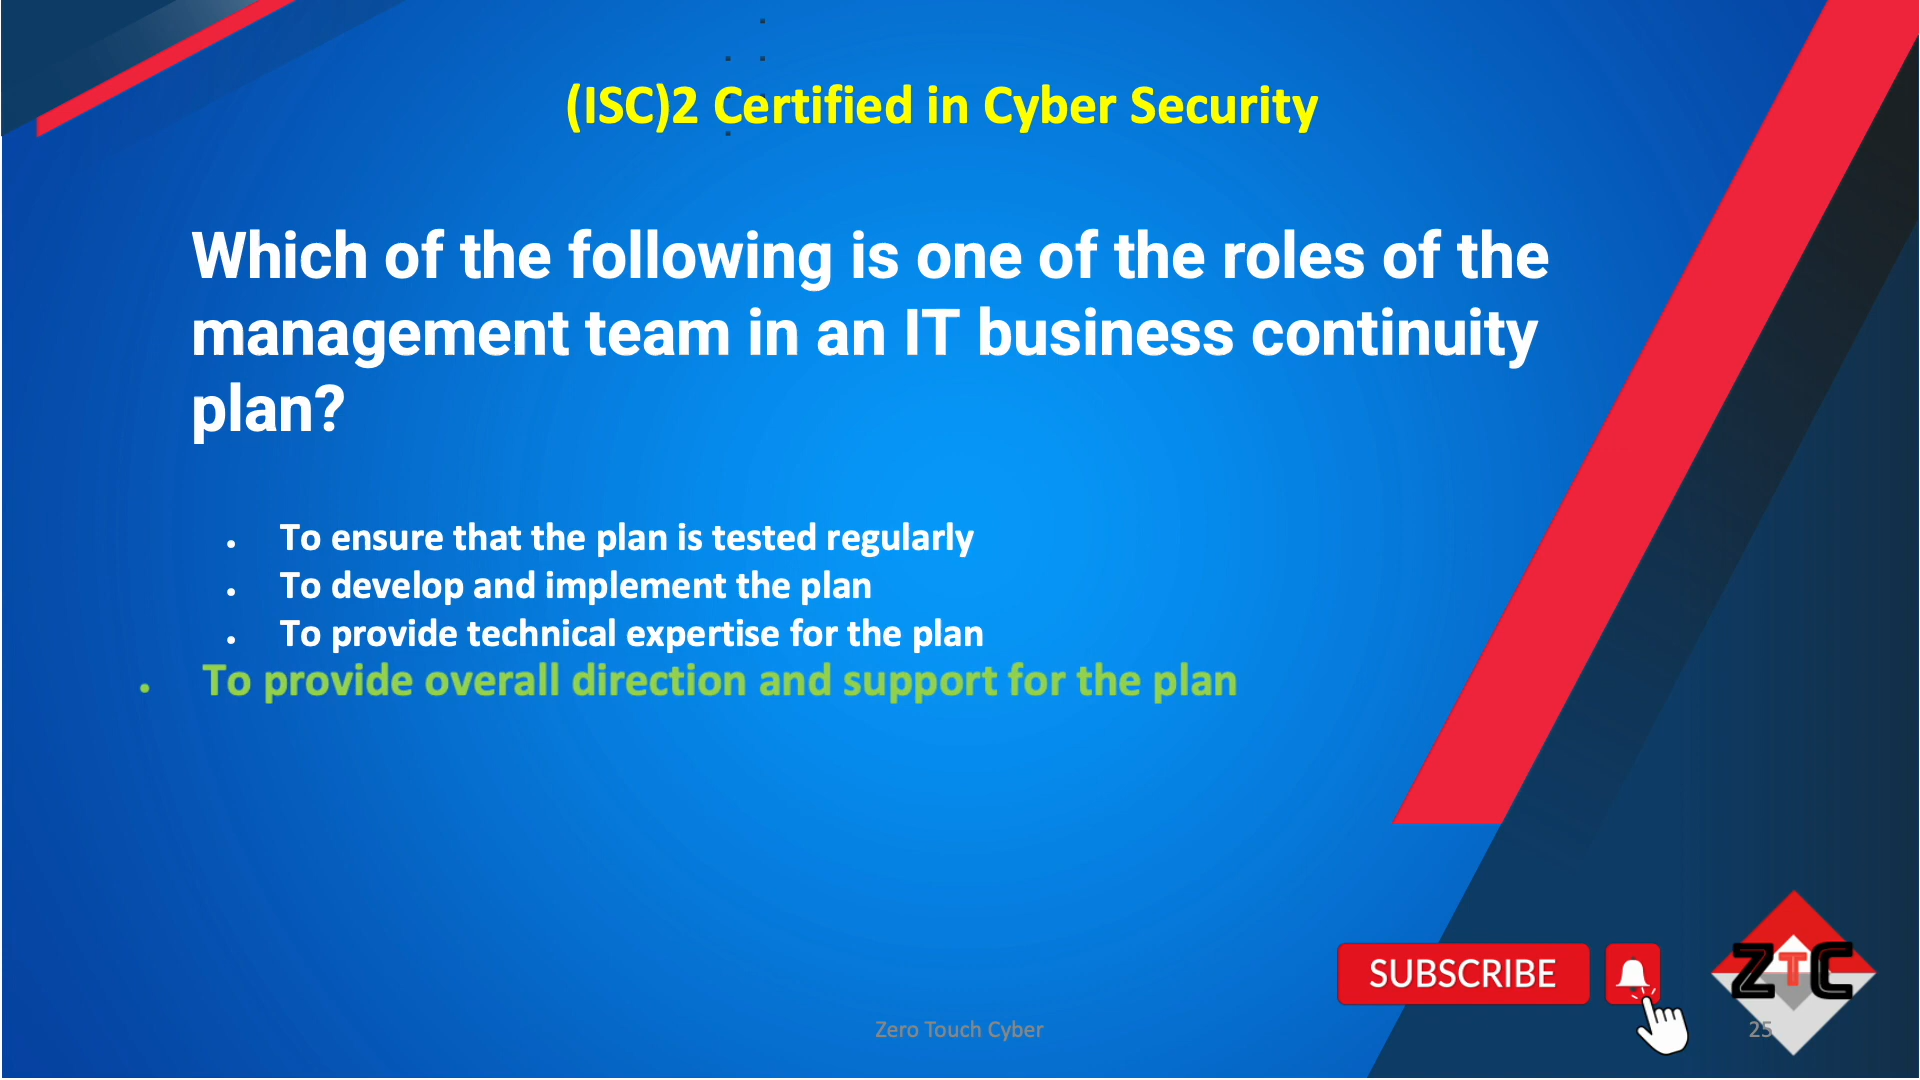 (ISC)2 Certified in Cyber Security
Which of the following is one of the roles of the
management team in an IT business continuity
plan?
• To ensure that the plan is tested regularly
• To develop and implement the plan
• To provide technical expertise for the plan
• To provide overall direction and support for the plan
SUBSCRIBE
ZTC
Zero Touch Cyber
25